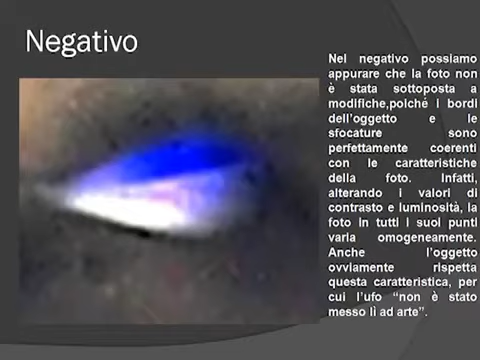 Negativo
Nel negativo possiamo
appurare che la foto non
è stata sottoposta a
modifiche,poiché i bordi
dell'oggetto e le
sfocature sono
perfettamente coerenti
con le caratteristiche
della foto. Infatti,
alterando i valori di
contrasto e luminosità, la
foto in tutti i suoi punti
varia omogeneamente.
Anche l'oggetto
ovviamente rispetta
questa caratteristica, per
cui l'ufo “non è stato
messo lì ad arte”.